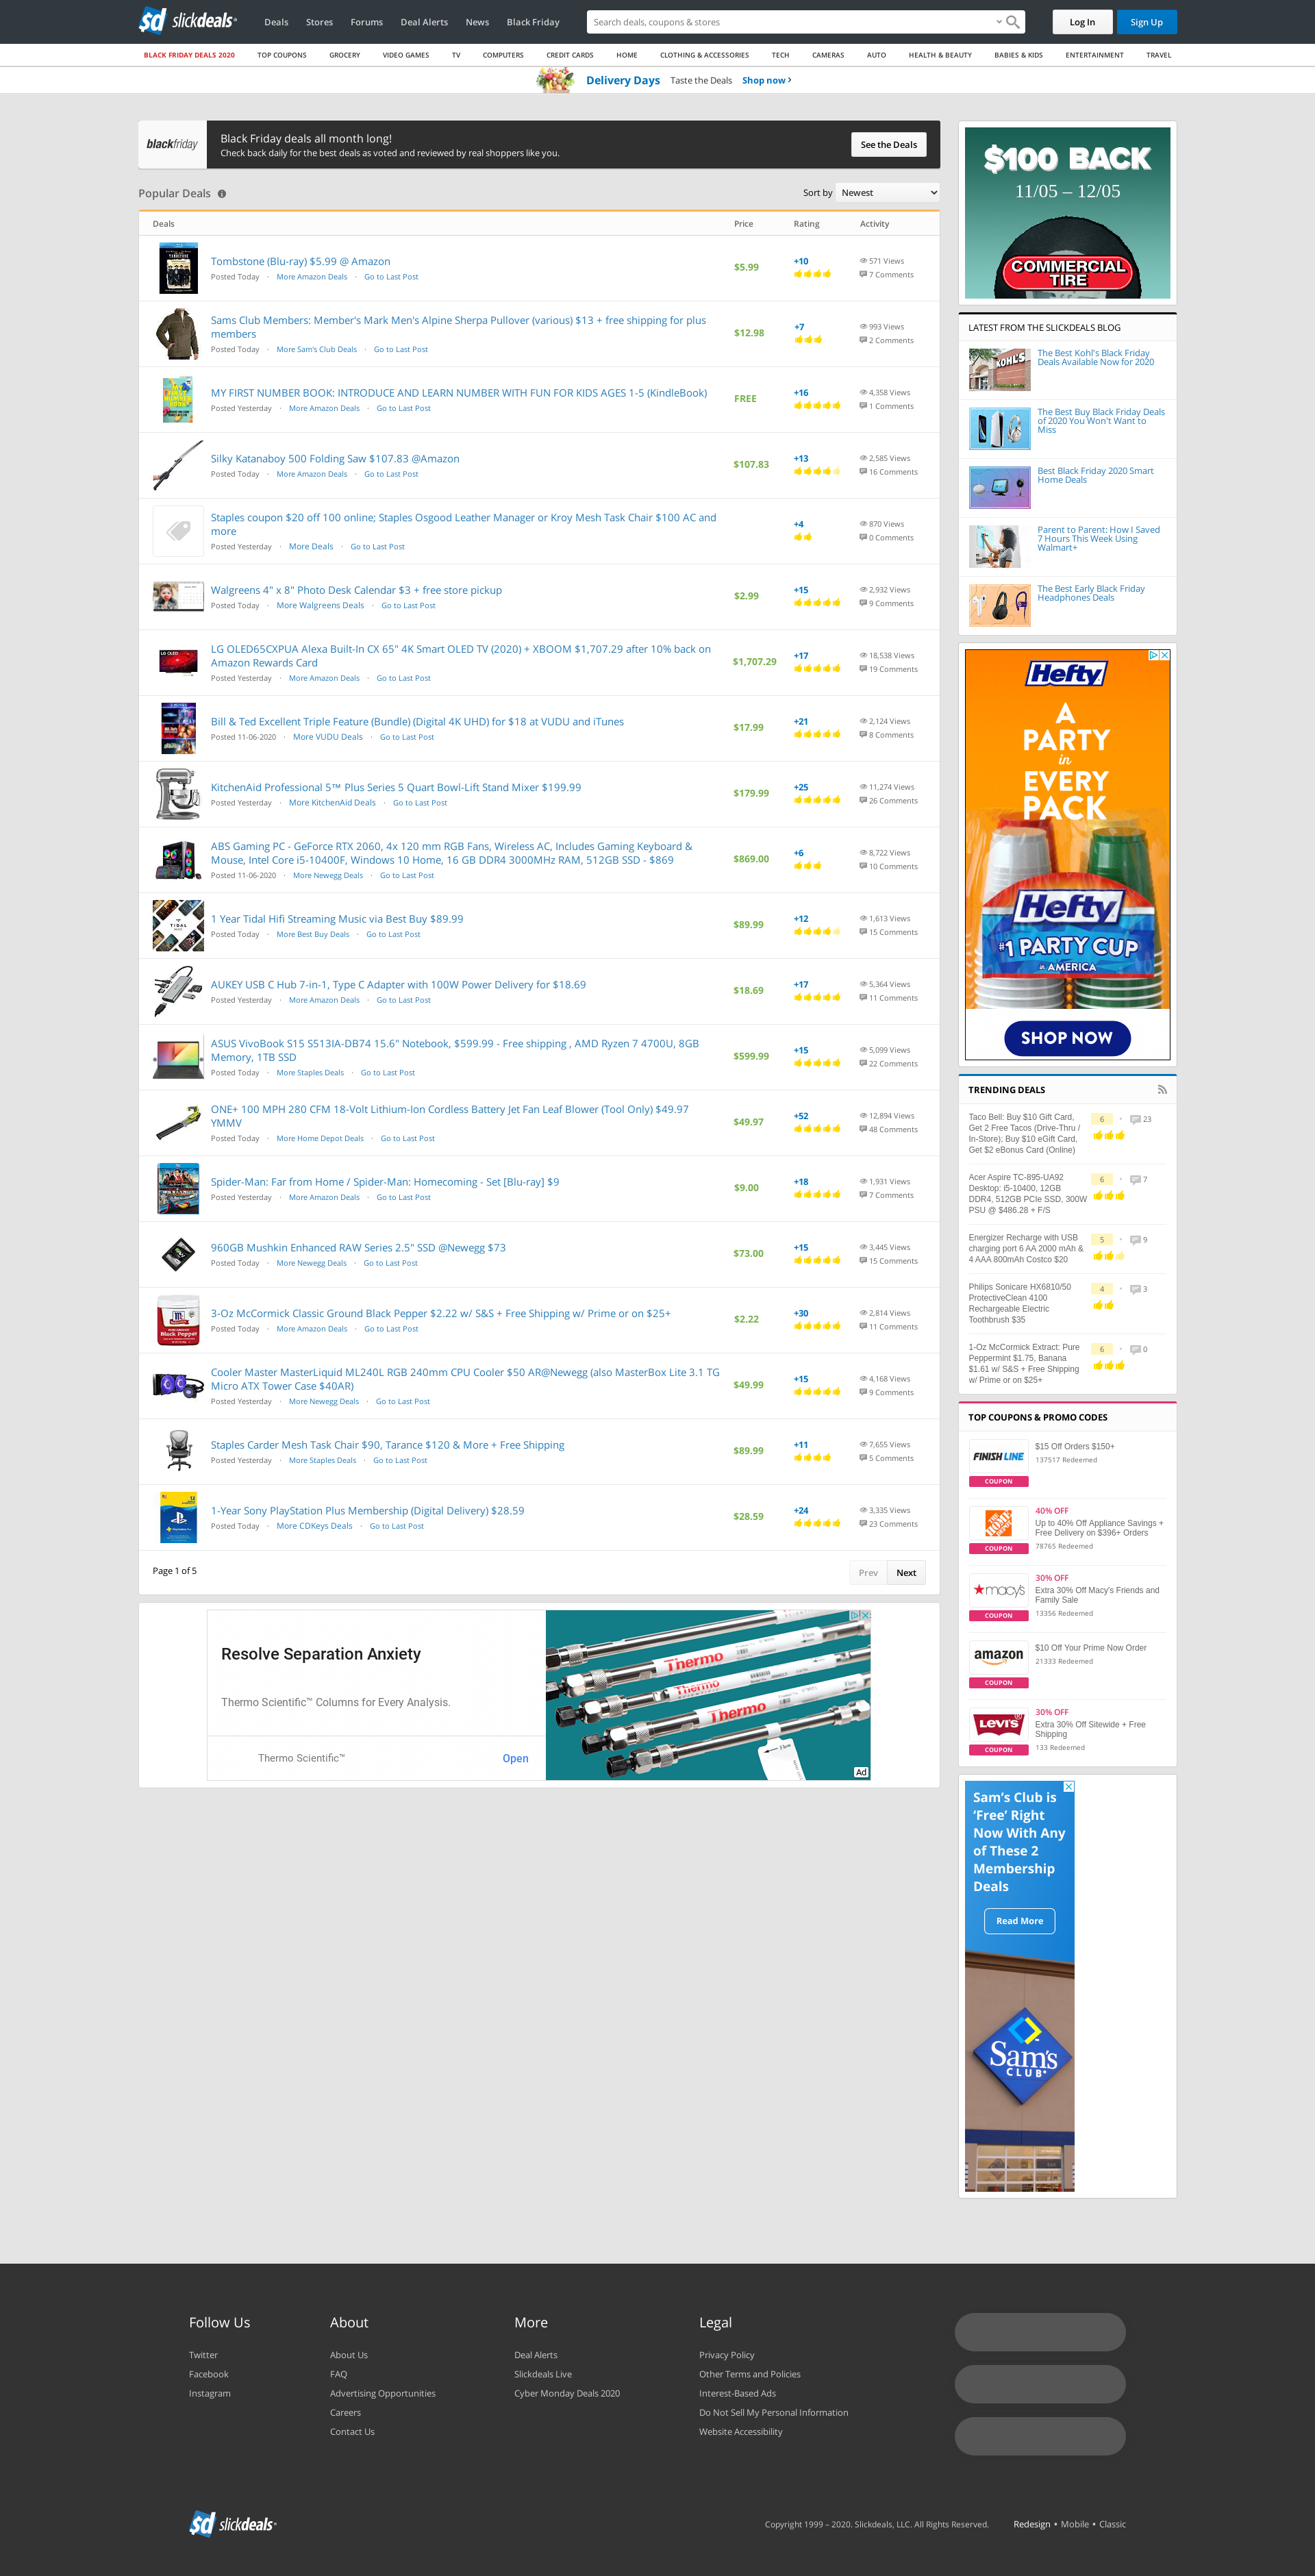 slickdeals
Deals
Stores
Forums
Deal Alerts
News
Black Friday
Search deals, coupons & stores
Log In
Sign Up
BLACK FRIDAY DEALS 2020
TOP COUPONS
GROCERY
VIDEO GAMES
TV
COMPUTERS
CREDIT CARDS
HOME
CLOTHING & ACCESSORIES
TECH
CAMERAS
AUTO
HEALTH & BEAUTY
BABIES & KIDS
ENTERTAINMENT
TRAVEL
Delivery Days Taste the Deals Shop now
blackfriday
Black Friday deals all month long!
Check back daily for the best deals as voted and reviewed by real shoppers like you.
See the Deals
Popular Deals
Sort by Newest
Deals Price Rating Activity
Tombstone (Blu-ray) $5.99 @ Amazon
Posted Today · More Amazon Deals · Go to Last Post
$5.99
+10
571 Views
7 Comments
Sams Club Members: Member's Mark Men's Alpine Sherpa Pullover (various) $13 + free shipping for plus
members
Posted Today · More Sam's Club Deals · Go to Last Post
$12.98
+7
993 Views
2 Comments
MY FIRST NUMBER BOOK: INTRODUCE AND LEARN NUMBER WITH FUN FOR KIDS AGES 1-5 (KindleBook)
Posted Yesterday · More Amazon Deals · Go to Last Post
FREE
+16
4,358 Views
1 Comments
Silky Katanaboy 500 Folding Saw $107.83 @Amazon
Posted Today · More Amazon Deals · Go to Last Post
$107.83
+13
2,585 Views
16 Comments
Staples coupon $20 off 100 online; Staples Osgood Leather Manager or Kroy Mesh Task Chair $100 AC and
more
Posted Yesterday · More Deals · Go to Last Post
+4
870 Views
0 Comments
Walgreens 4" x 8" Photo Desk Calendar $3 + free store pickup
Posted Today · More Walgreens Deals · Go to Last Post
$2.99
+15
2,932 Views
9 Comments
LG OLED65CXPUA Alexa Built-In CX 65" 4K Smart OLED TV (2020) + XBOOM $1,707.29 after 10% back on
Amazon Rewards Card
Posted Yesterday · More Amazon Deals · Go to Last Post
$1,707.29
+17
18,538 Views
19 Comments
Bill & Ted Excellent Triple Feature (Bundle) (Digital 4K UHD) for $18 at VUDU and iTunes
Posted 11-06-2020 · More VUDU Deals · Go to Last Post
$17.99
+21
2,124 Views
8 Comments
KitchenAid Professional 5™ Plus Series 5 Quart Bowl-Lift Stand Mixer $199.99
Posted Yesterday · More KitchenAid Deals · Go to Last Post
$179.99
+25
11,274 Views
26 Comments
ABS Gaming PC - GeForce RTX 2060, 4x 120 mm RGB Fans, Wireless AC, Includes Gaming Keyboard &
Mouse, Intel Core i5-10400F, Windows 10 Home, 16 GB DDR4 3000MHz RAM, 512GB SSD - $869
Posted 11-06-2020 · More Newegg Deals · Go to Last Post
$869.00
+6
8,722 Views
10 Comments
1 Year Tidal Hifi Streaming Music via Best Buy $89.99
Posted Today · More Best Buy Deals · Go to Last Post
$89.99
+12
1,613 Views
15 Comments
AUKEY USB C Hub 7-in-1, Type C Adapter with 100W Power Delivery for $18.69
Posted Yesterday · More Amazon Deals · Go to Last Post
$18.69
+17
5,364 Views
11 Comments
ASUS VivoBook S15 S513IA-DB74 15.6" Notebook, $599.99 - Free shipping , AMD Ryzen 7 4700U, 8GB
Memory, 1TB SSD
Posted Today · More Staples Deals · Go to Last Post
$599.99
+15
5,099 Views
22 Comments
ONE+ 100 MPH 280 CFM 18-Volt Lithium-Ion Cordless Battery Jet Fan Leaf Blower (Tool Only) $49.97
YMMV
Posted Today · More Home Depot Deals · Go to Last Post
$49.97
+52
12,894 Views
48 Comments
Spider-Man: Far from Home / Spider-Man: Homecoming - Set [Blu-ray] $9
Posted Yesterday · More Amazon Deals · Go to Last Post
$9.00
+18
1,931 Views
7 Comments
960GB Mushkin Enhanced RAW Series 2.5" SSD @Newegg $73
Posted Today · More Newegg Deals · Go to Last Post
$73.00
+15
3,445 Views
15 Comments
3-Oz McCormick Classic Ground Black Pepper $2.22 w/ S&S + Free Shipping w/ Prime or on $25+
Posted Today · More Amazon Deals · Go to Last Post
$2.22
+30
2,814 Views
11 Comments
Cooler Master MasterLiquid ML240L RGB 240mm CPU Cooler $50 AR@Newegg (also MasterBox Lite 3.1 TG
Micro ATX Tower Case $40AR)
Posted Yesterday · More Newegg Deals · Go to Last Post
$49.99
+15
4,168 Views
9 Comments
Staples Carder Mesh Task Chair $90, Tarance $120 & More + Free Shipping
Posted Yesterday · More Staples Deals · Go to Last Post
$89.99
+11
7,655 Views
5 Comments
1-Year Sony PlayStation Plus Membership (Digital Delivery) $28.59
Posted Today · More CDKeys Deals · Go to Last Post
$28.59
+24
3,335 Views
23 Comments
Page 1 of 5
Prev Next
Resolve Separation Anxiety
Thermo Scientific™ Columns for Every Analysis.
Thermo Scientific™
Open
Thermo
Ad
$100 BACK
11/05 – 12/05
COMMERCIAL
TIRE
LATEST FROM THE SLICKDEALS BLOG
KOHL'S
The Best Kohl's Black Friday
Deals Available Now for 2020
The Best Buy Black Friday Deals
of 2020 You Won't Want to
Miss
Best Black Friday 2020 Smart
Home Deals
Parent to Parent: How I Saved
7 Hours This Week Using
Walmart+
The Best Early Black Friday
Headphones Deals
Hefty
A
PARTY
in
EVERY
PACK
Hefty
#1 PARTY CUP
in AMERICA
SHOP NOW
TRENDING DEALS
Taco Bell: Buy $10 Gift Card,
Get 2 Free Tacos (Drive-Thru /
In-Store); Buy $10 eGift Card,
Get $2 eBonus Card (Online)
6 • 23
Acer Aspire TC-895-UA92
Desktop: i5-10400, 12GB
DDR4, 512GB PCIe SSD, 300W
PSU @ $486.28 + F/S
6 • 7
Energizer Recharge with USB
charging port 6 AA 2000 mAh &
4 AAA 800mAh Costco $20
5 • 9
Philips Sonicare HX6810/50
ProtectiveClean 4100
Rechargeable Electric
Toothbrush $35
4 • 3
1-Oz McCormick Extract: Pure
Peppermint $1.75, Banana
$1.61 w/ S&S + Free Shipping
w/ Prime or on $25+
6 • 0
TOP COUPONS & PROMO CODES
FINISH LINE
COUPON
$15 Off Orders $150+
137517 Redeemed
COUPON
40% OFF
Up to 40% Off Appliance Savings +
Free Delivery on $396+ Orders
78765 Redeemed
macy's
COUPON
30% OFF
Extra 30% Off Macy's Friends and
Family Sale
13356 Redeemed
amazon
COUPON
$10 Off Your Prime Now Order
21333 Redeemed
LEVI'S
COUPON
30% OFF
Extra 30% Off Sitewide + Free
Shipping
133 Redeemed
Sam's Club is
'Free' Right
Now With Any
of These 2
Membership
Deals
Read More
Sam's
CLUB
Follow Us
Twitter
Facebook
Instagram
About
About Us
FAQ
Advertising Opportunities
Careers
Contact Us
More
Deal Alerts
Slickdeals Live
Cyber Monday Deals 2020
Legal
Privacy Policy
Other Terms and Policies
Interest-Based Ads
Do Not Sell My Personal Information
Website Accessibility
slickdeals
Copyright 1999 – 2020. Slickdeals, LLC. All Rights Reserved.
Redesign • Mobile • Classic